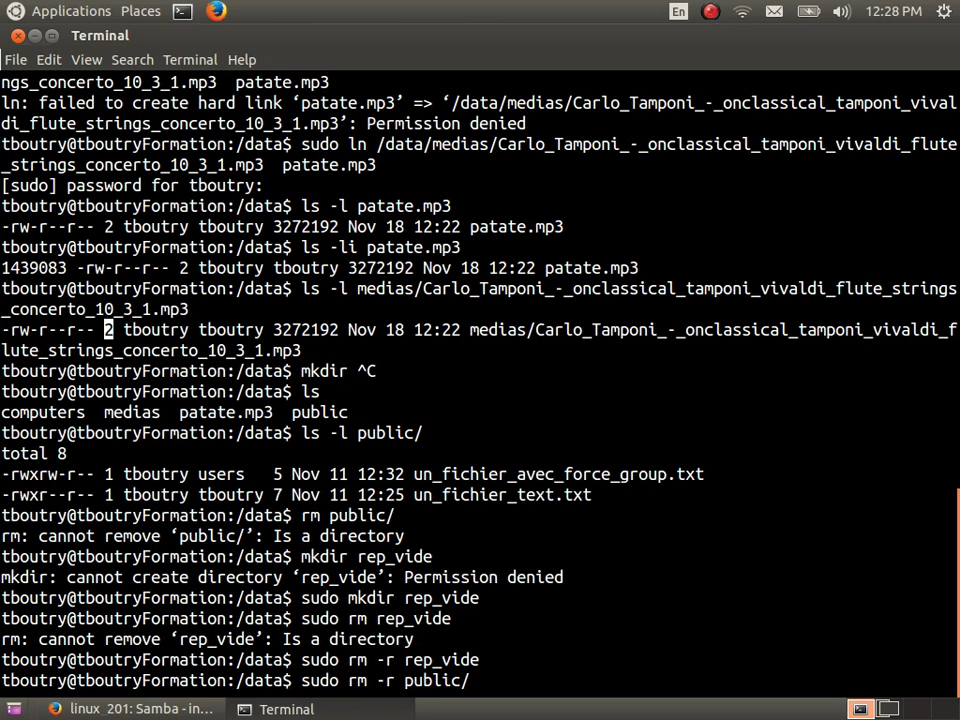 Applications Places En 12:28 PM
Terminal
File Edit View Search Terminal Help
ngs_concerto_10_3_1.mp3  patate.mp3
ln: failed to create hard link ‘patate.mp3’ => ‘/data/medias/Carlo_Tamponi_-_onclassical_tamponi_vival
di_flute_strings_concerto_10_3_1.mp3’: Permission denied
tboutry@tboutryFormation:/data$ sudo ln /data/medias/Carlo_Tamponi_-_onclassical_tamponi_vivaldi_flute
_strings_concerto_10_3_1.mp3  patate.mp3
[sudo] password for tboutry:
tboutry@tboutryFormation:/data$ ls -l patate.mp3
-rw-r--r-- 2 tboutry tboutry 3272192 Nov 18 12:22 patate.mp3
tboutry@tboutryFormation:/data$ ls -li patate.mp3
1439083 -rw-r--r-- 2 tboutry tboutry 3272192 Nov 18 12:22 patate.mp3
tboutry@tboutryFormation:/data$ ls -l medias/Carlo_Tamponi_-_onclassical_tamponi_vivaldi_flute_strings
_concerto_10_3_1.mp3
-rw-r--r-- 2 tboutry tboutry 3272192 Nov 18 12:22 medias/Carlo_Tamponi_-_onclassical_tamponi_vivaldi_f
lute_strings_concerto_10_3_1.mp3
tboutry@tboutryFormation:/data$ mkdir ^C
tboutry@tboutryFormation:/data$ ls
computers  medias  patate.mp3  public
tboutry@tboutryFormation:/data$ ls -l public/
total 8
-rwxrw-r-- 1 tboutry users   5 Nov 11 12:32 un_fichier_avec_force_group.txt
-rwxr--r-- 1 tboutry tboutry 7 Nov 11 12:25 un_fichier_text.txt
tboutry@tboutryFormation:/data$ rm public/
rm: cannot remove ‘public/’: Is a directory
tboutry@tboutryFormation:/data$ mkdir rep_vide
mkdir: cannot create directory ‘rep_vide’: Permission denied
tboutry@tboutryFormation:/data$ sudo mkdir rep_vide
tboutry@tboutryFormation:/data$ sudo rm rep_vide
rm: cannot remove ‘rep_vide’: Is a directory
tboutry@tboutryFormation:/data$ sudo rm -r rep_vide
tboutry@tboutryFormation:/data$ sudo rm -r public/
linux_201: Samba - in... Terminal